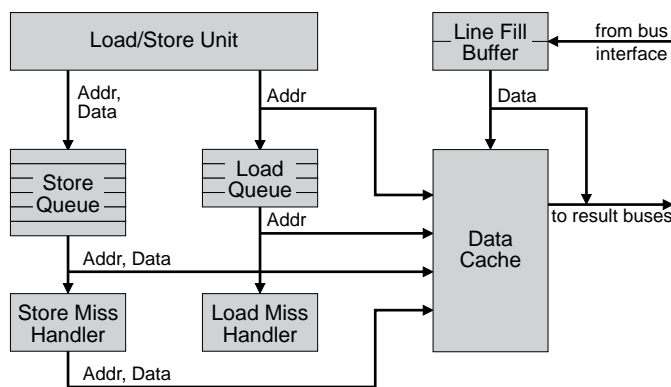 Load/Store Unit
Line Fill
Buffer
from bus
interface
Addr,
Data
Addr
Data
Store
Queue
Load
Queue
Addr
Data
Cache
to result buses
Addr, Data
Store Miss
Handler
Load Miss
Handler
Addr, Data